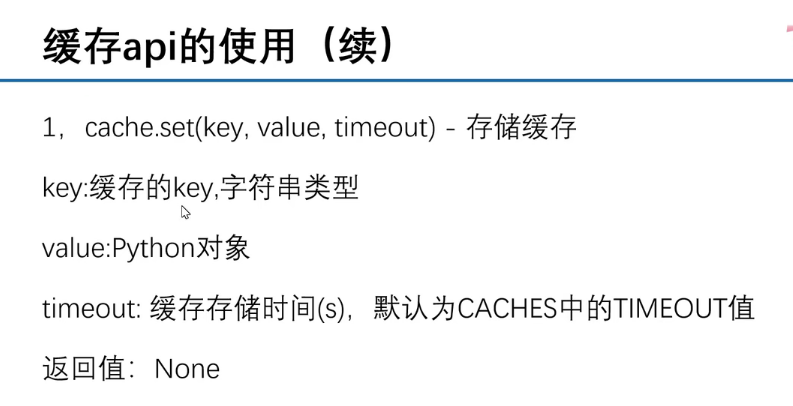 缓存api的使用（续）
1，cache.set(key, value, timeout) - 存储缓存
key:缓存的key,字符串类型
value:Python对象
timeout: 缓存存储时间(s)，默认为CACHES中的TIMEOUT值
返回值：None